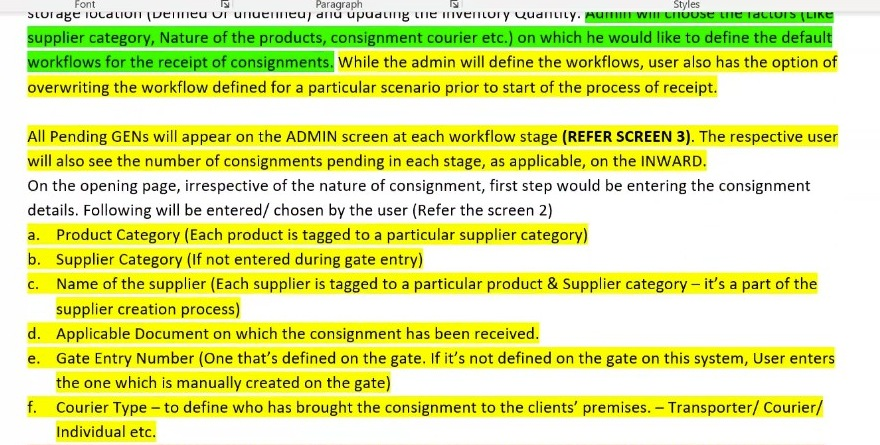 Font Paragraph Styles
storage location (Defined Or undefined) and updating the Inventory Quantity. Admin will choose the factors (Like
supplier category, Nature of the products, consignment courier etc.) on which he would like to define the default
workflows for the receipt of consignments. While the admin will define the workflows, user also has the option of
overwriting the workflow defined for a particular scenario prior to start of the process of receipt.
All Pending GENs will appear on the ADMIN screen at each workflow stage (REFER SCREEN 3). The respective user
will also see the number of consignments pending in each stage, as applicable, on the INWARD.
On the opening page, irrespective of the nature of consignment, first step would be entering the consignment
details. Following will be entered/ chosen by the user (Refer the screen 2)
a. Product Category (Each product is tagged to a particular supplier category)
b. Supplier Category (If not entered during gate entry)
c. Name of the supplier (Each supplier is tagged to a particular product & Supplier category – it’s a part of the
supplier creation process)
d. Applicable Document on which the consignment has been received.
e. Gate Entry Number (One that’s defined on the gate. If it’s not defined on the gate on this system, User enters
the one which is manually created on the gate)
f. Courier Type – to define who has brought the consignment to the clients’ premises. – Transporter/ Courier/
Individual etc.